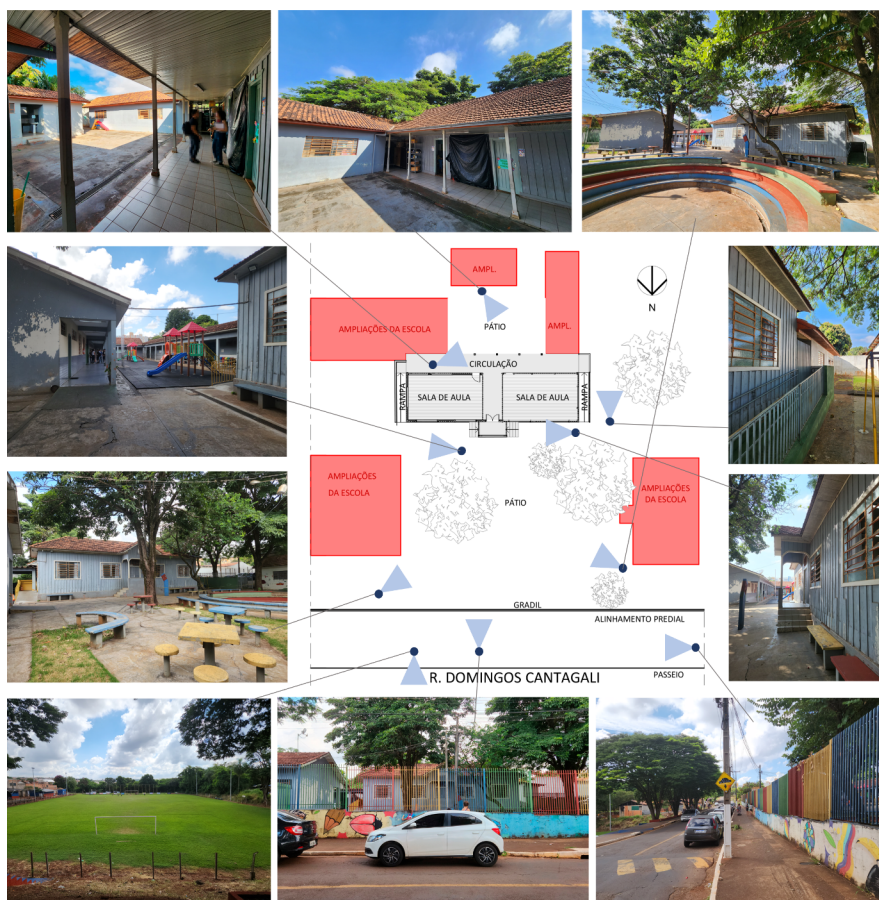 AMPL.
AMPLIAÇÕES DA ESCOLA
PÁTIO
AMPL.
N
CIRCULAÇÃO
RAMPA
SALA DE AULA
SALA DE AULA
RAMPA
AMPLIAÇÕES
DA ESCOLA
PÁTIO
AMPLIAÇÕES
DA ESCOLA
GRADIL
ALINHAMENTO PREDIAL
R. DOMINGOS CANTAGALI
PASSEIO